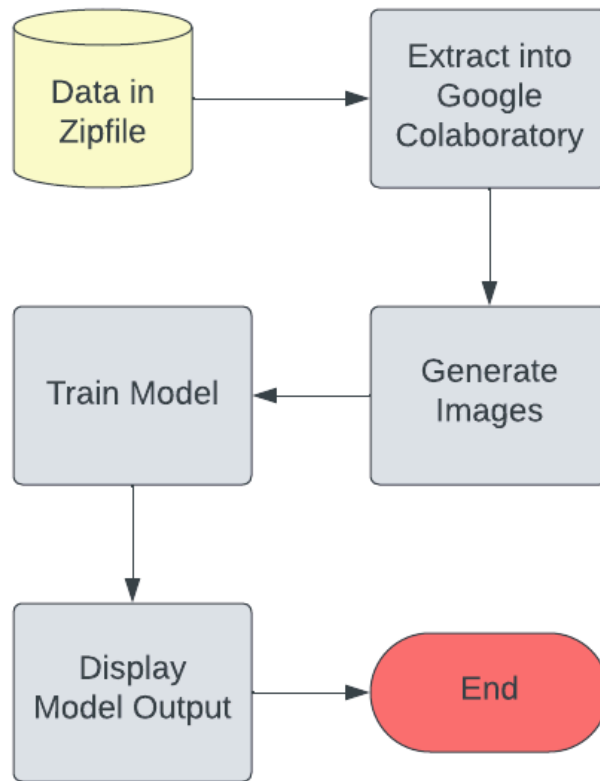 Data in
Zipfile
Extract into
Google
Colaboratory
Generate
Images
Train Model
Display
Model Output
End